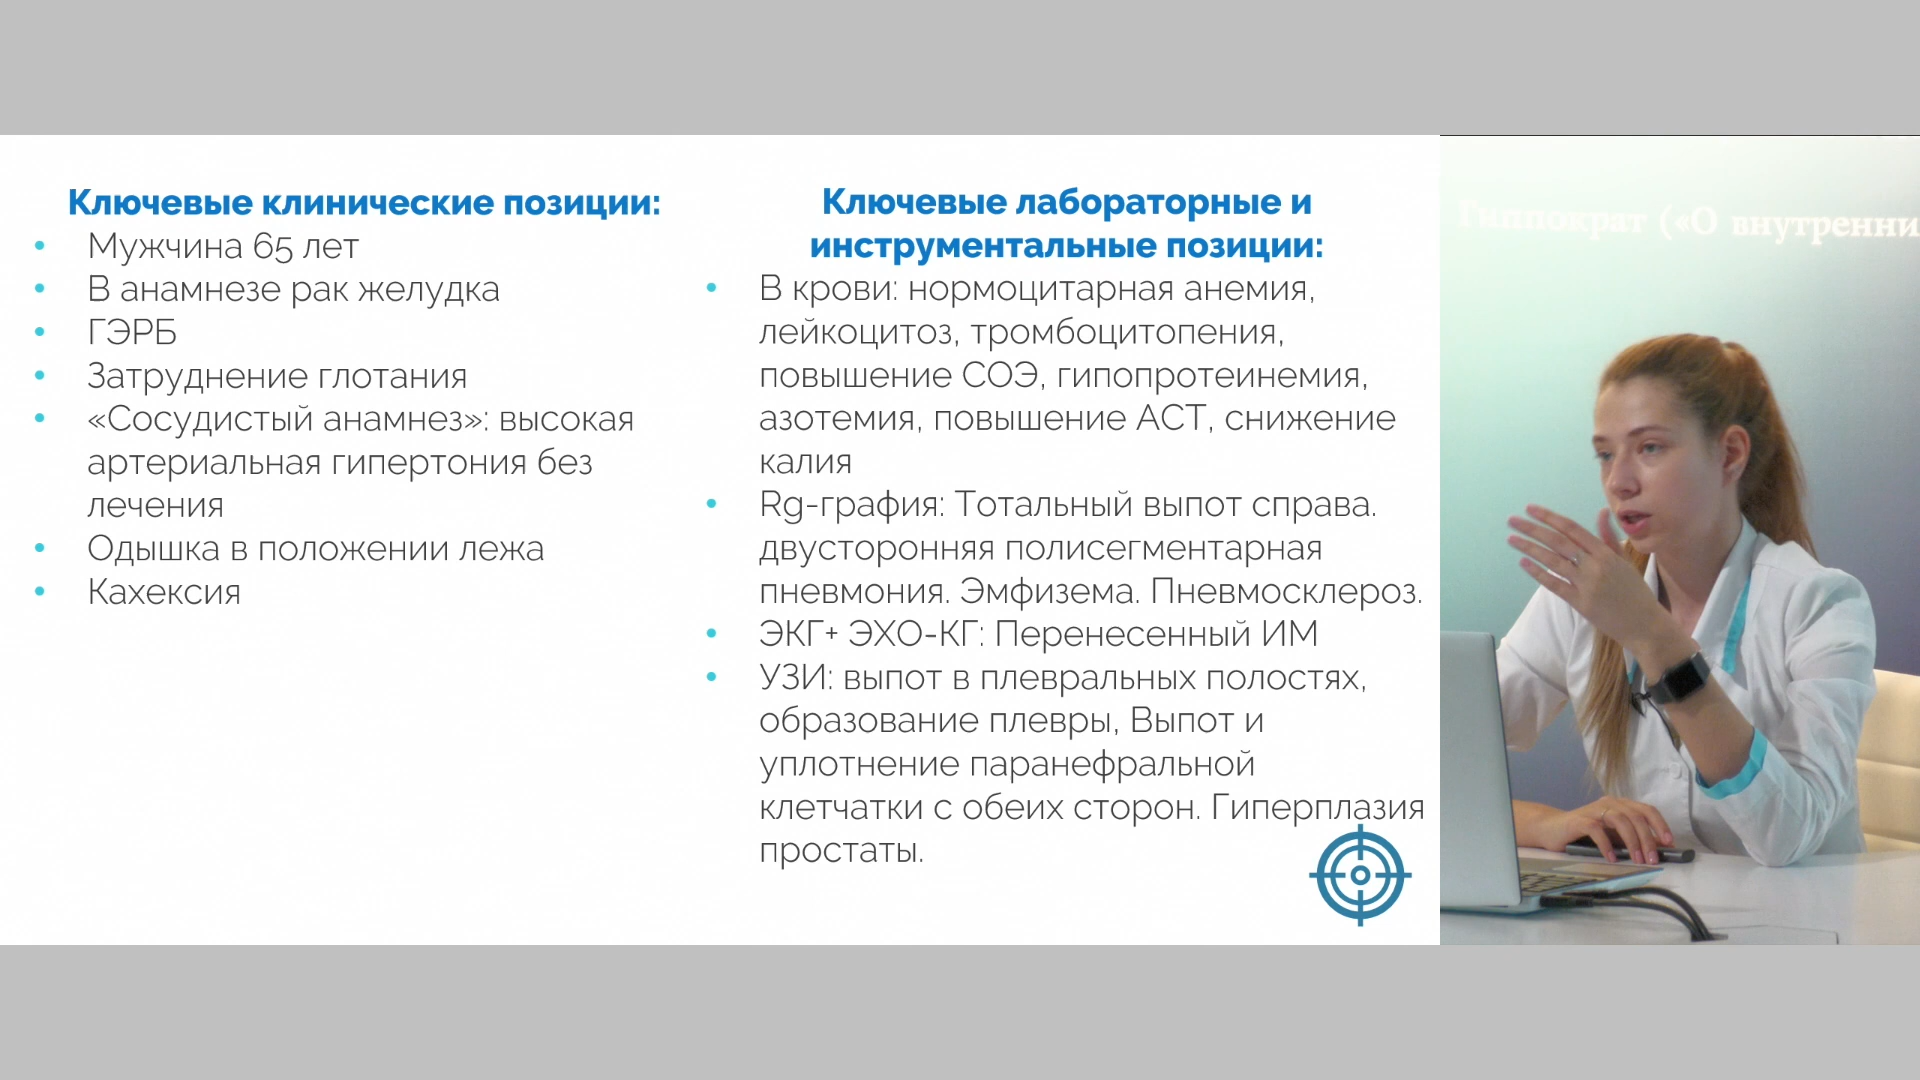 Ключевые клинические позиции:
• Мужчина 65 лет
• В анамнезе рак желудка
• ГЭРБ
• Затруднение глотания
• «Сосудистый анамнез»: высокая
артериальная гипертония без
лечения
• Одышка в положении лежа
• Кахексия
Ключевые лабораторные и
инструментальные позиции:
• В крови: нормоцитарная анемия,
лейкоцитоз, тромбоцитопения,
повышение СОЭ, гипопротеинемия,
азотемия, повышение АСТ, снижение
калия
• Rg-графия: Тотальный выпот справа.
двусторонняя полисегментарная
пневмония. Эмфизема. Пневмосклероз.
• ЭКГ+ ЭХО-КГ: Перенесенный ИМ
• УЗИ: выпот в плевральных полостях,
образование плевры, Выпот и
уплотнение паранефральной
клетчатки с обеих сторон. Гиперплазия
простаты.
Гиппократ («О внутренни